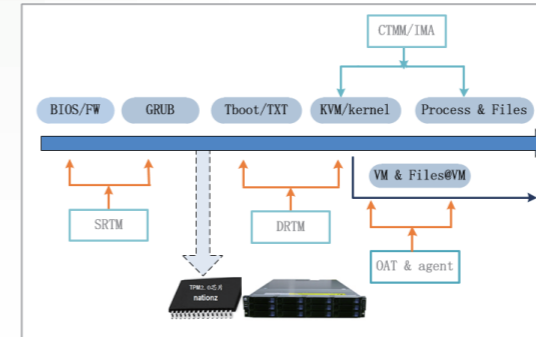 CTMM/IMA
BIOS/FW
GRUB
Tboot/TXT
KVM/kernel
Process & Files
VM & Files@VM
SRTM
DRTM
OAT & agent
nationz